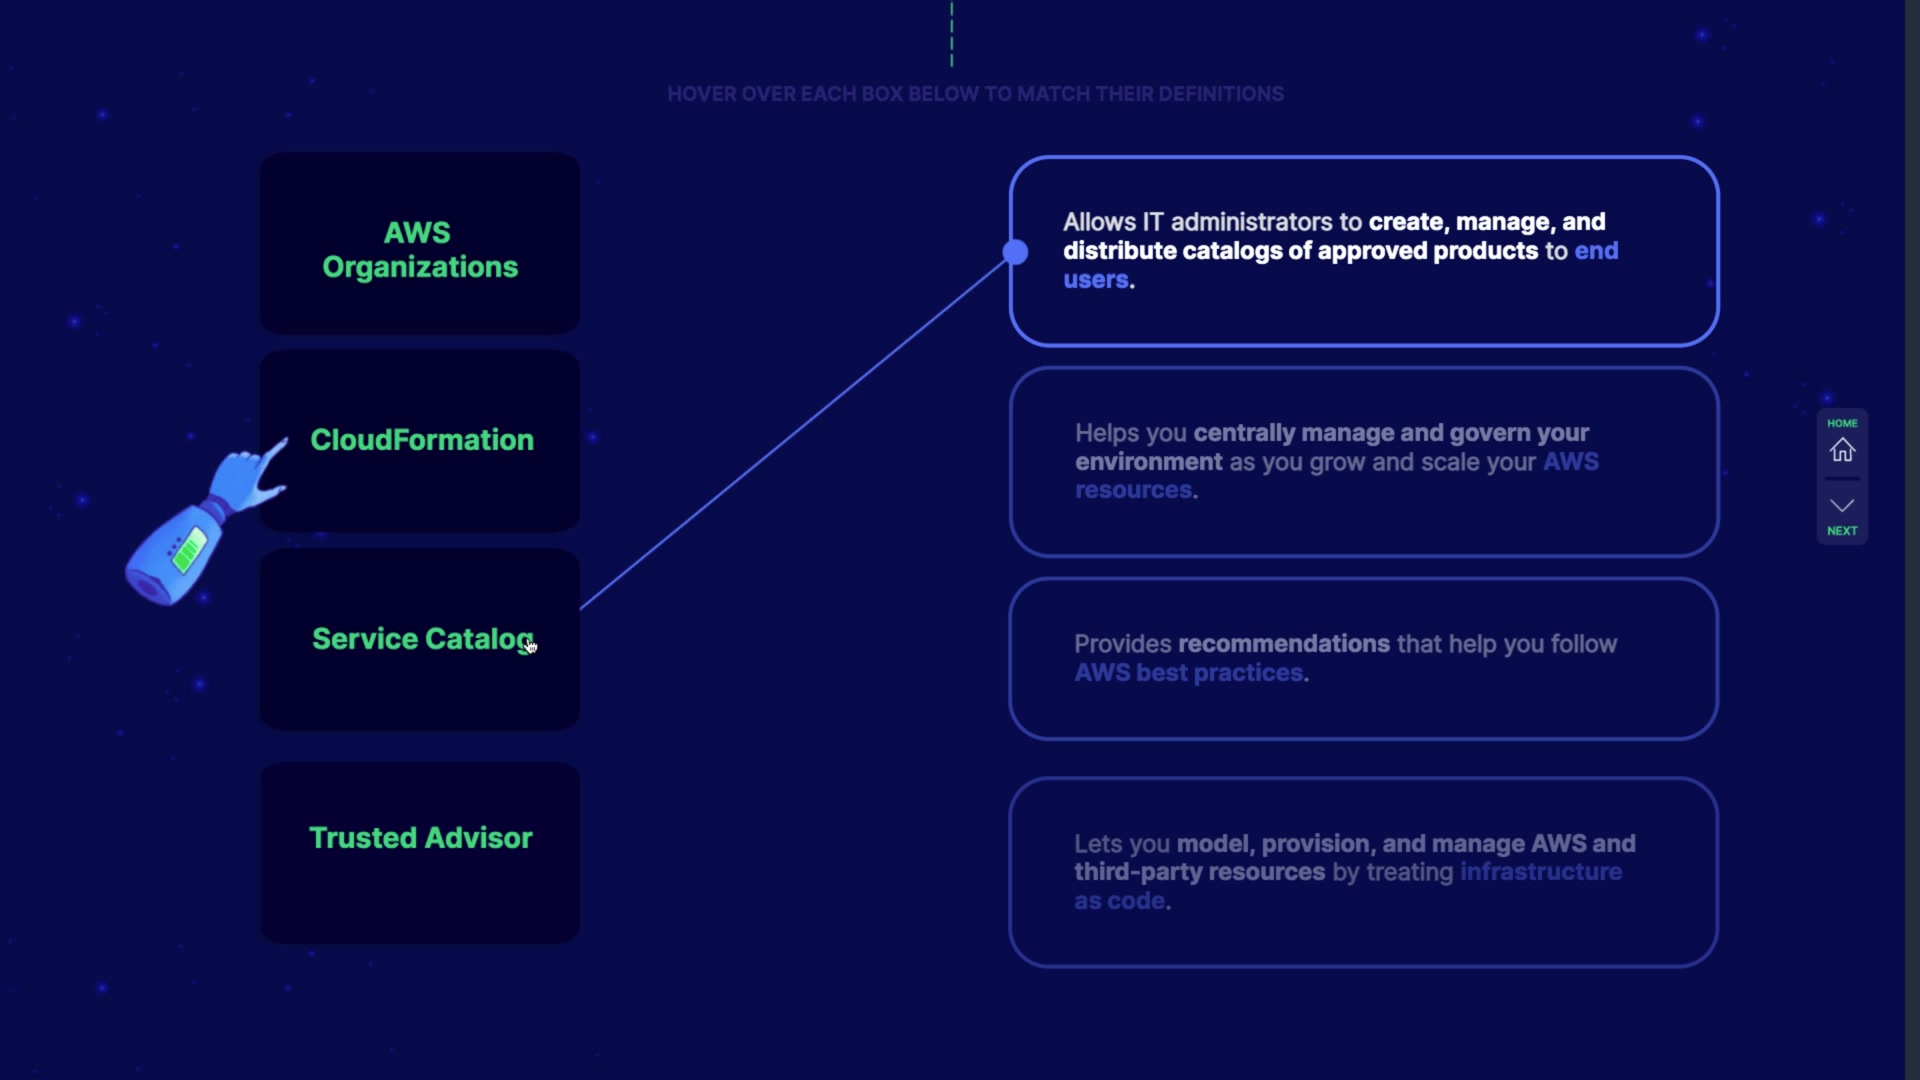 HOVER OVER EACH BOX BELOW TO MATCH THEIR DEFINITIONS
AWS
Organizations
CloudFormation
Service Catalog
Trusted Advisor
Allows IT administrators to create, manage, and
distribute catalogs of approved products to end
users.
Helps you centrally manage and govern your
environment as you grow and scale your AWS
resources.
Provides recommendations that help you follow
AWS best practices.
Lets you model, provision, and manage AWS and
third-party resources by treating infrastructure
as code.
HOME
NEXT